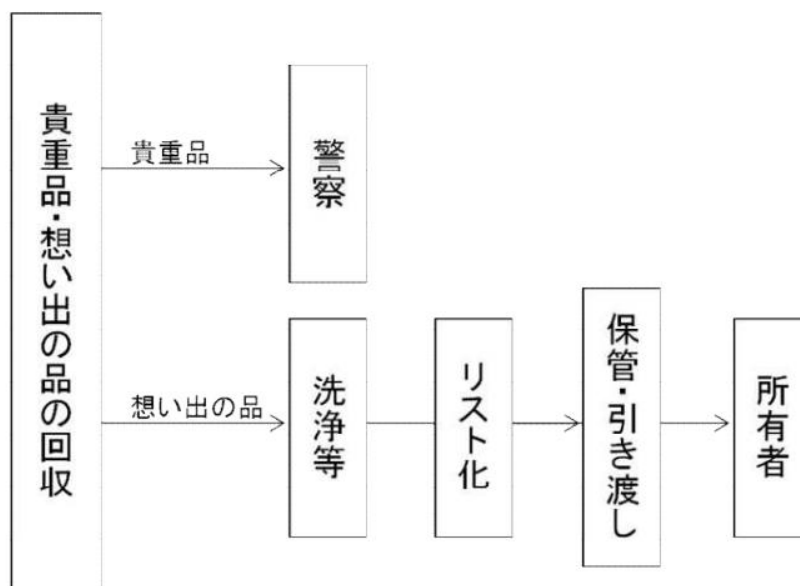 貴重品・想い出の品の回収
貴重品
警察
想い出の品
洗浄等
リスト化
保管・引き渡し
所有者